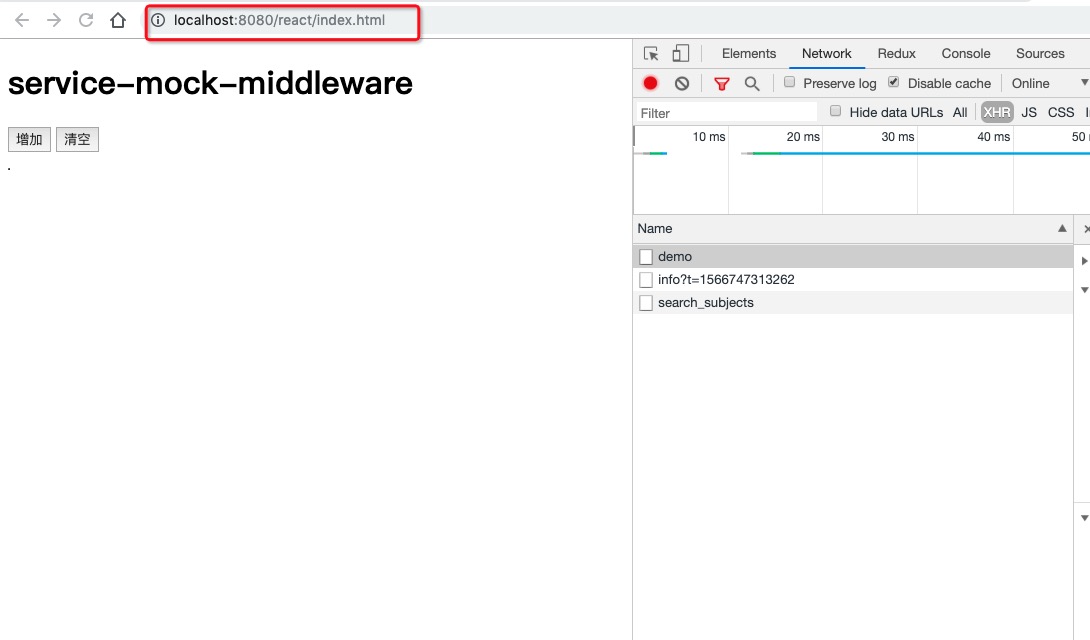 localhost:8080/react/index.html
service-mock-middleware
增加 清空
.
Elements Network Redux Console Sources
Preserve log Disable cache Online
Filter Hide data URLs All XHR JS CSS
10 ms 20 ms 30 ms 40 ms 50
Name
demo
info?t=1566747313262
search_subjects